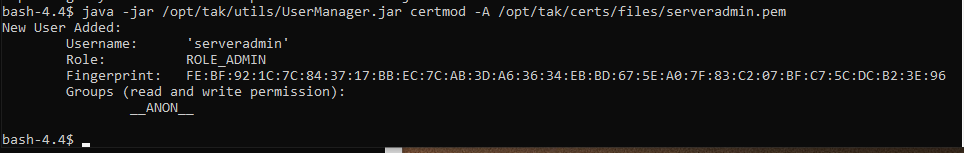 bash-4.4$ java -jar /opt/tak/utils/UserManager.jar certmod -A /opt/tak/certs/files/serveradmin.pem
New User Added:
Username: 'serveradmin'
Role: ROLE_ADMIN
Fingerprint: FE:BF:92:1C:7C:84:37:17:BB:EC:7C:AB:3D:A6:36:34:EB:BD:67:5E:A0:7F:83:C2:07:BF:C7:5C:DC:B2:3E:96
Groups (read and write permission):
__ANON__
bash-4.4$